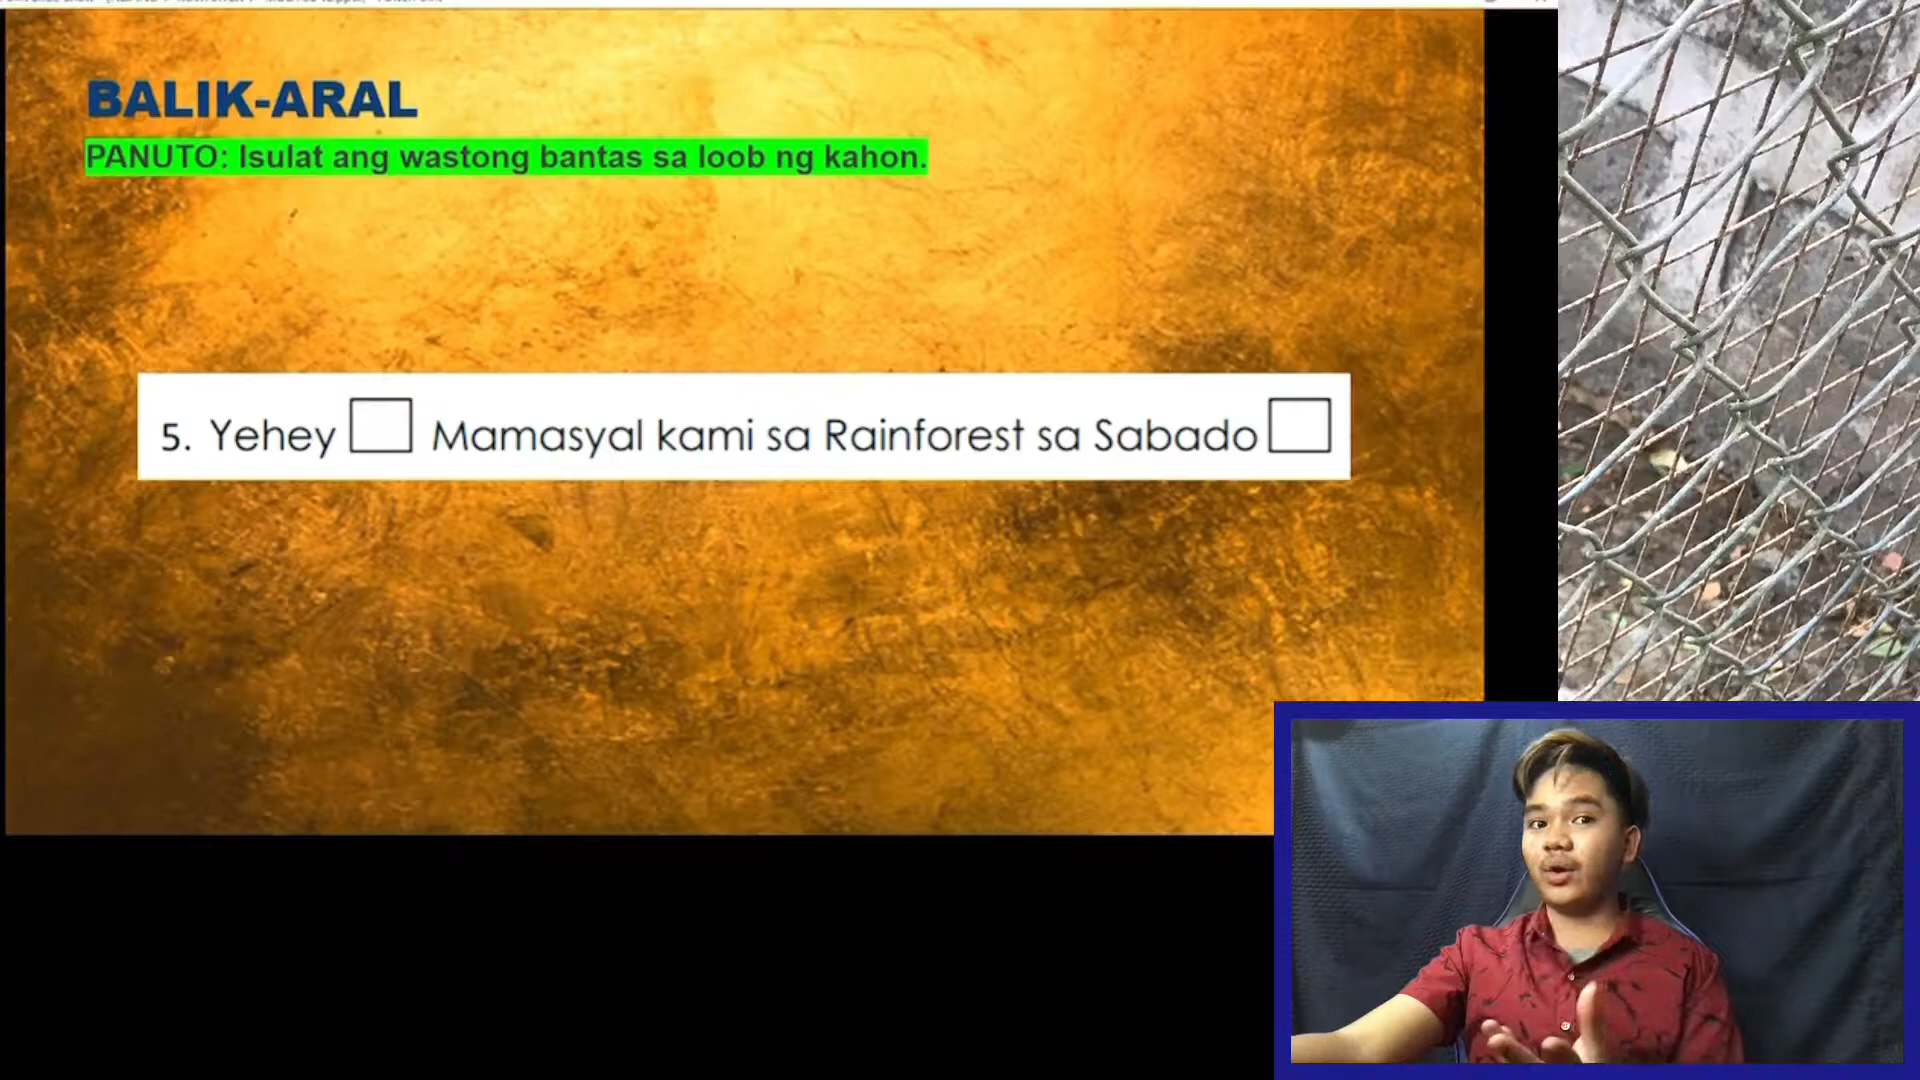 BALIK-ARAL
PANUTO: Isulat ang wastong bantas sa loob ng kahon.
5. Yehey Mamasyal kami sa Rainforest sa Sabado